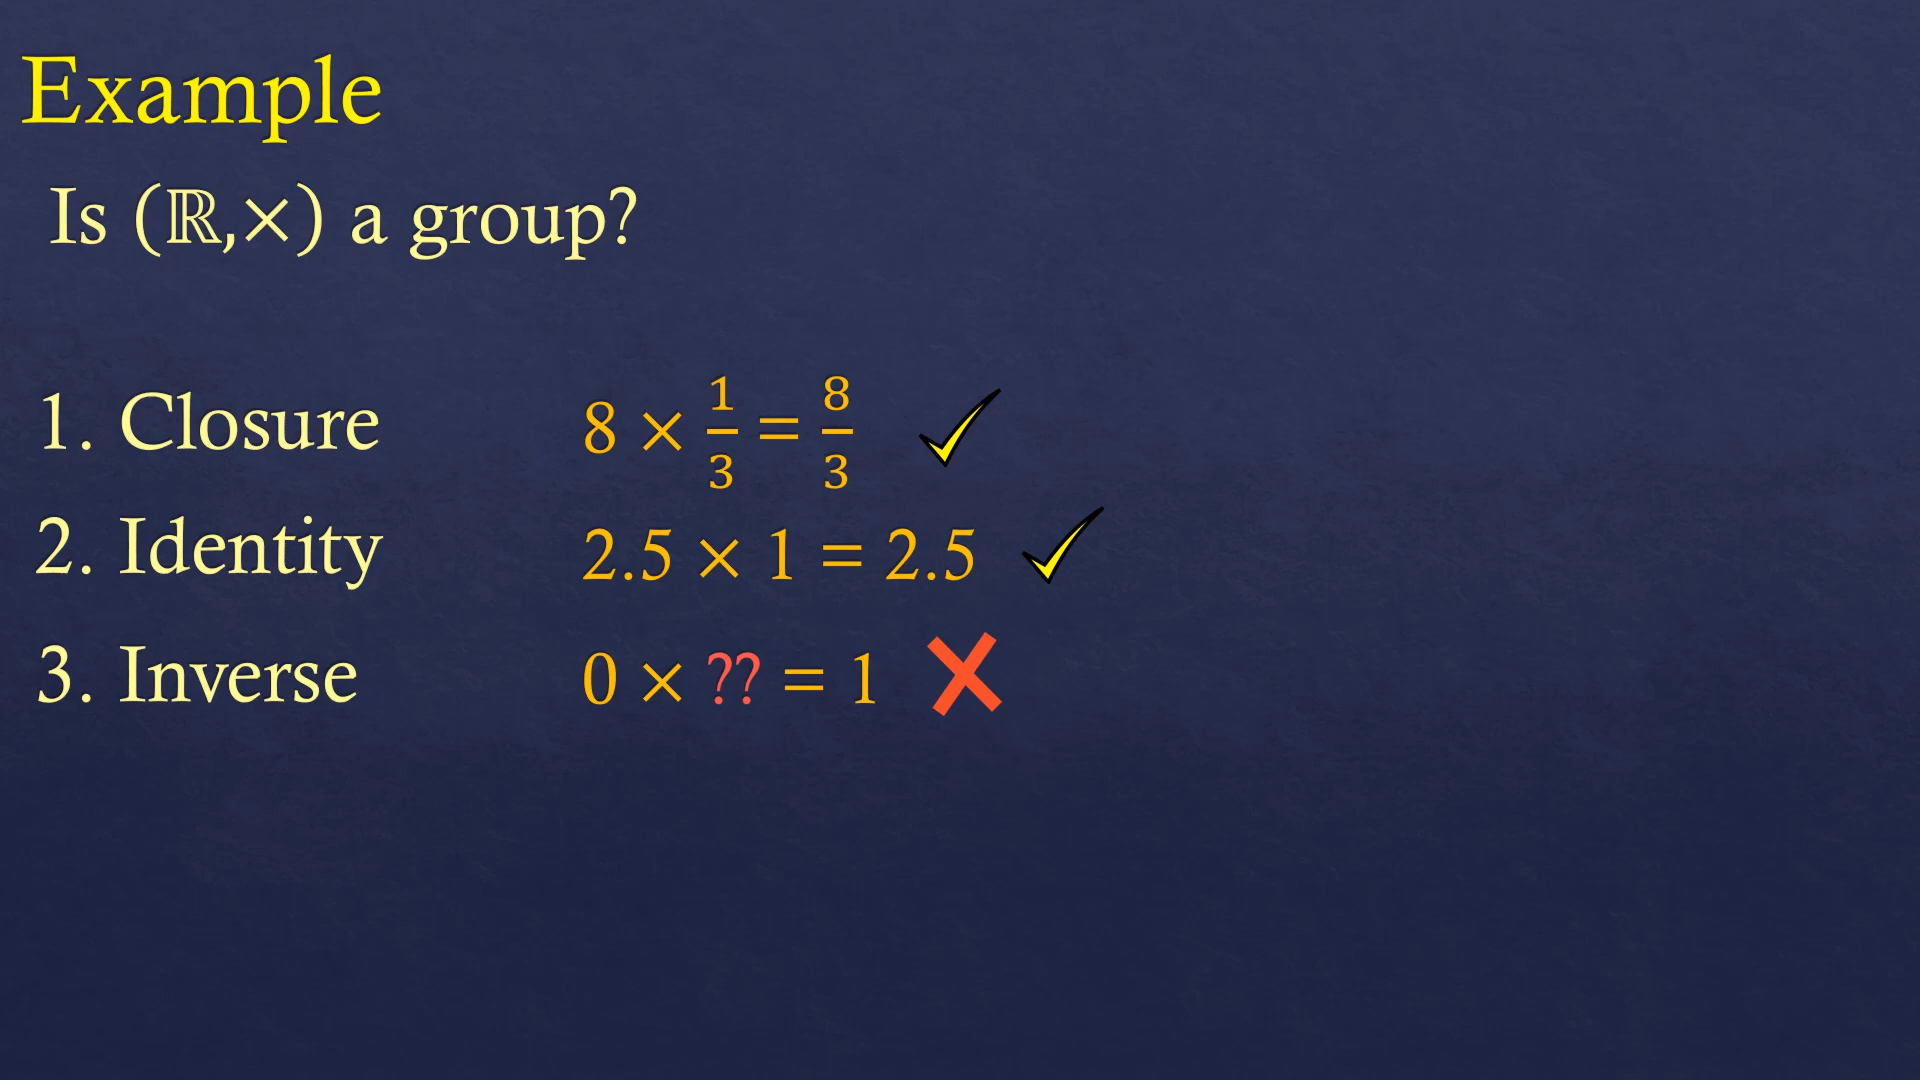 Example
Is (ℝ,×) a group?
1. Closure 8 × 1/3 = 8/3
2. Identity 2.5 × 1 = 2.5
3. Inverse 0 × ?? = 1